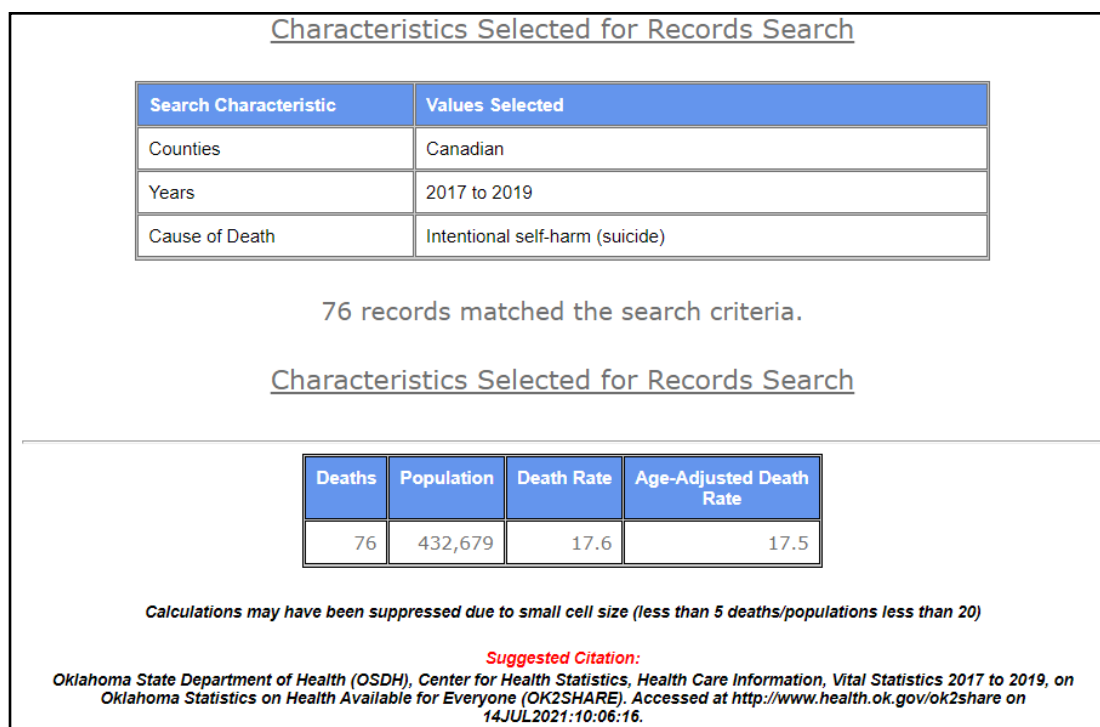 Characteristics Selected for Records Search
Search Characteristic Values Selected
Counties Canadian
Years 2017 to 2019
Cause of Death Intentional self-harm (suicide)
76 records matched the search criteria.
Characteristics Selected for Records Search
Deaths Population Death Rate Age-Adjusted Death
Rate
76 432,679 17.6 17.5
Calculations may have been suppressed due to small cell size (less than 5 deaths/populations less than 20)
Suggested Citation:
Oklahoma State Department of Health (OSDH), Center for Health Statistics, Health Care Information, Vital Statistics 2017 to 2019, on
Oklahoma Statistics on Health Available for Everyone (OK2SHARE). Accessed at http://www.health.ok.gov/ok2share on
14JUL2021:10:06:16.